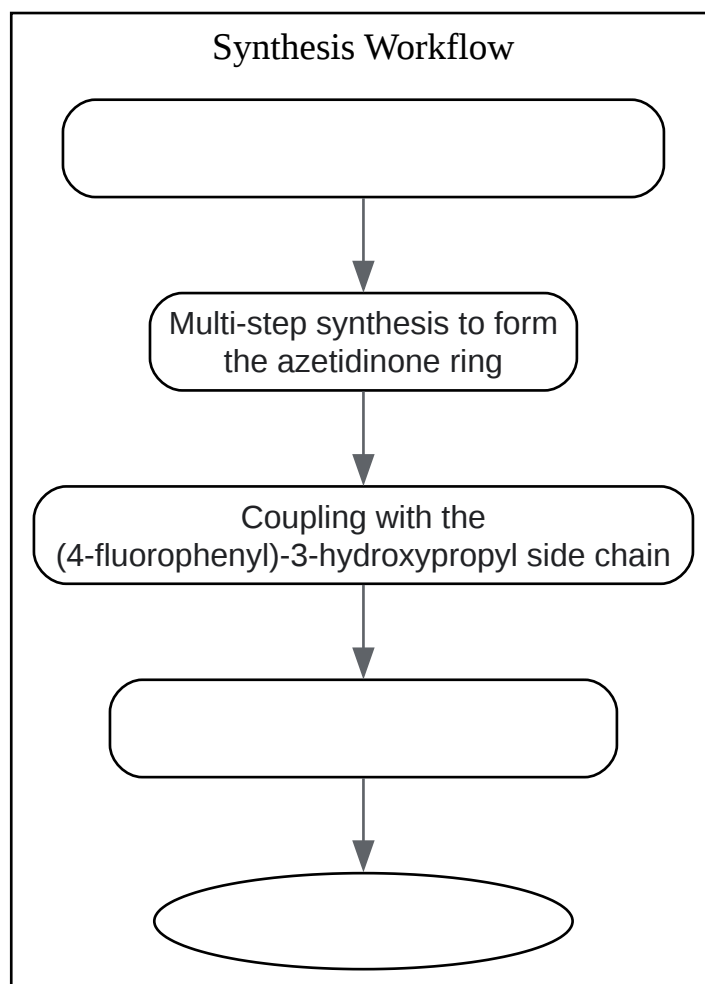 Synthesis Workflow
Multi-step synthesis to form
the azetidinone ring
Coupling with the
(4-fluorophenyl)-3-hydroxypropyl side chain